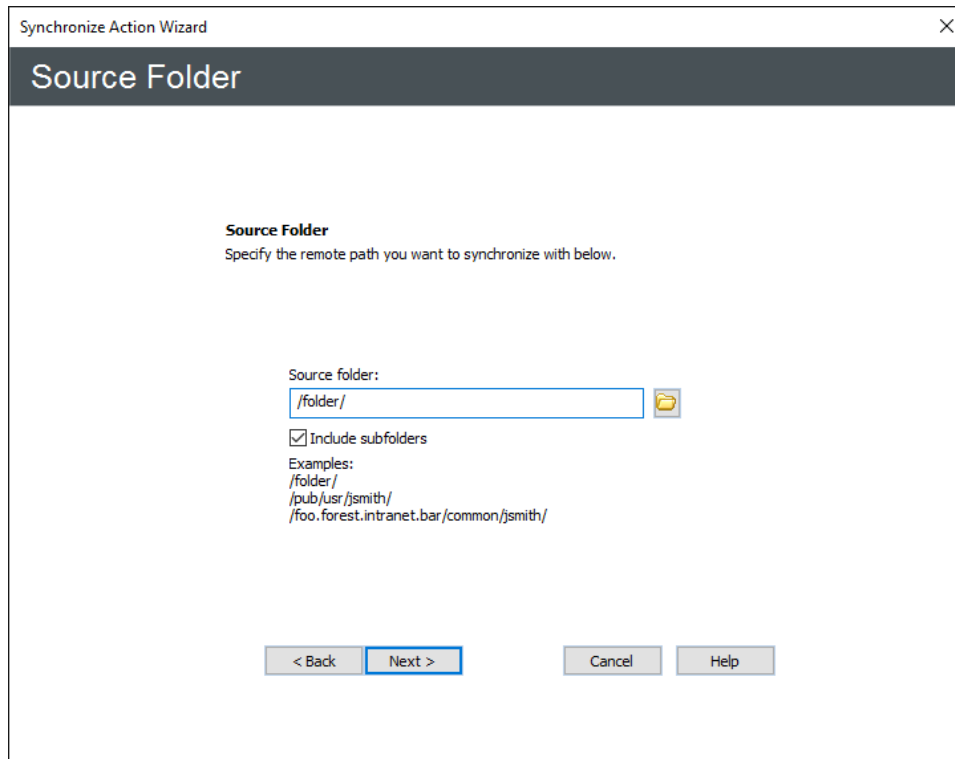 Synchronize Action Wizard
Source Folder
Source Folder
Specify the remote path you want to synchronize with below.
Source folder:
/folder/
Include subfolders
Examples:
/folder/
/pub/usr/jsmith/
/foo.forest.intranet.bar/common/jsmith/
< Back Next > Cancel Help